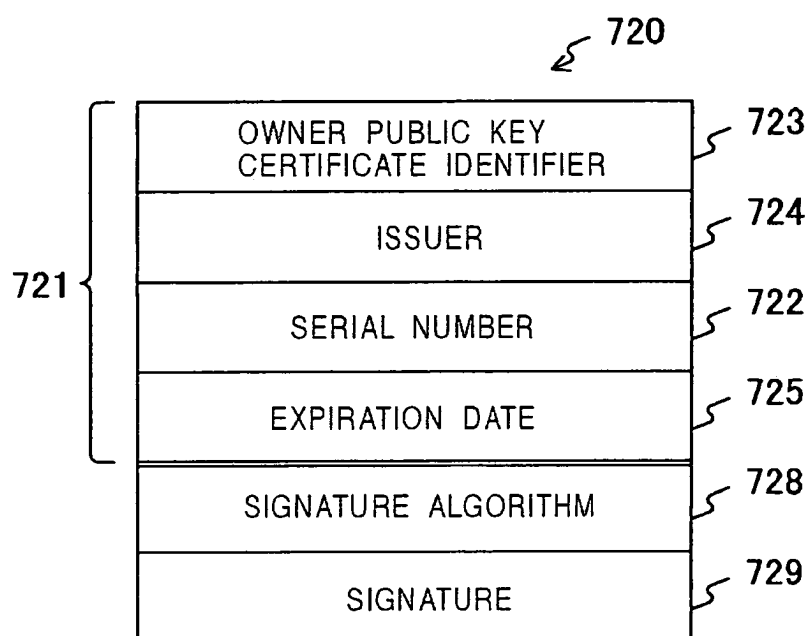 720
OWNER PUBLIC KEY
CERTIFICATE IDENTIFIER
723
ISSUER
724
721
SERIAL NUMBER
722
EXPIRATION DATE
725
SIGNATURE ALGORITHM
728
SIGNATURE
729